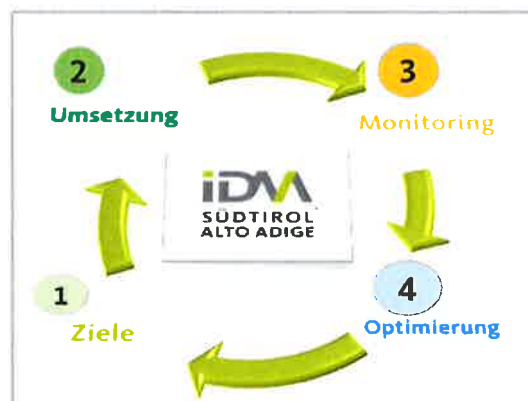 2
Umsetzung
3
Monitoring
IDM
SÜDTIROL
ALTO ADIGE
1
Ziele
4
Optimierung